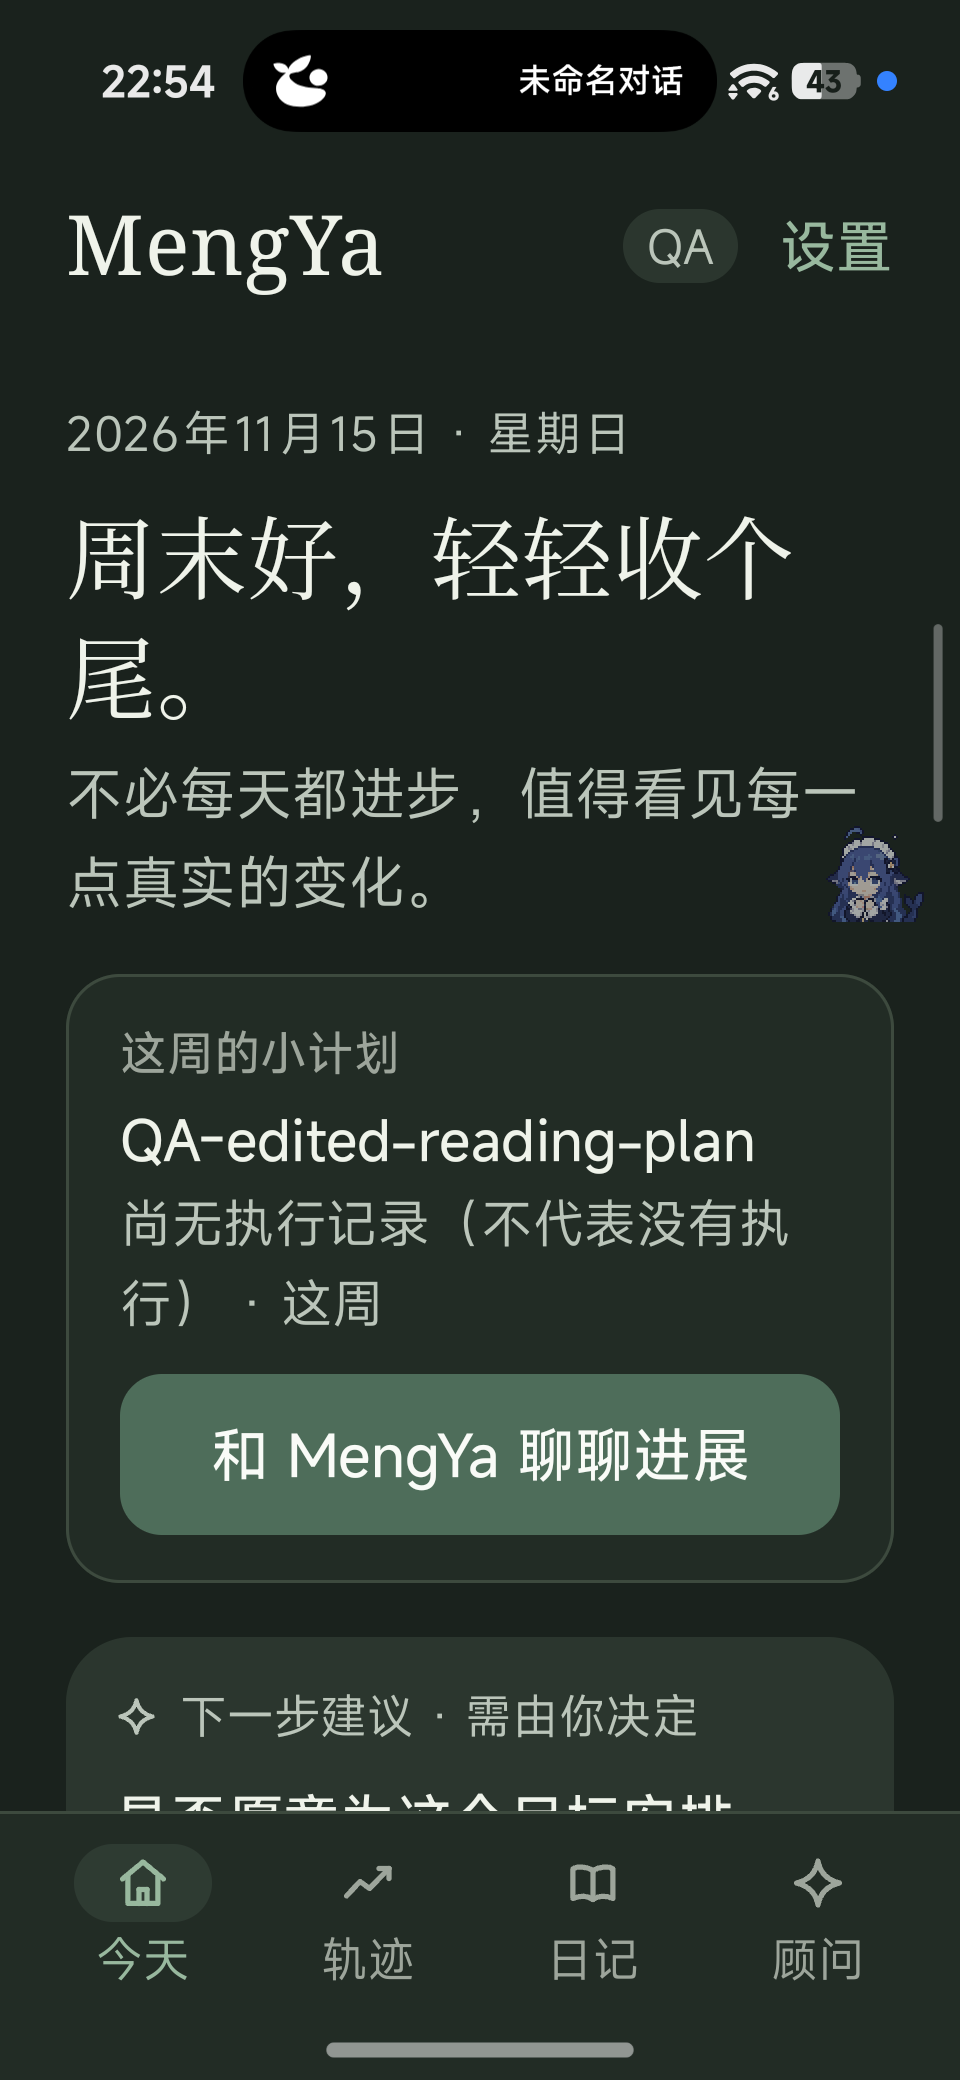 22:54
未命名对话
6
43
MengYa
QA
设置
2026年11月15日 · 星期日
周末好，轻轻收个
尾。
不必每天都进步，值得看见每一
点真实的变化。
这周的小计划
QA-edited-reading-plan
尚无执行记录（不代表没有执
行） · 这周
和 MengYa 聊聊进展
下一步建议 · 需由你决定
今天
轨迹
日记
顾问